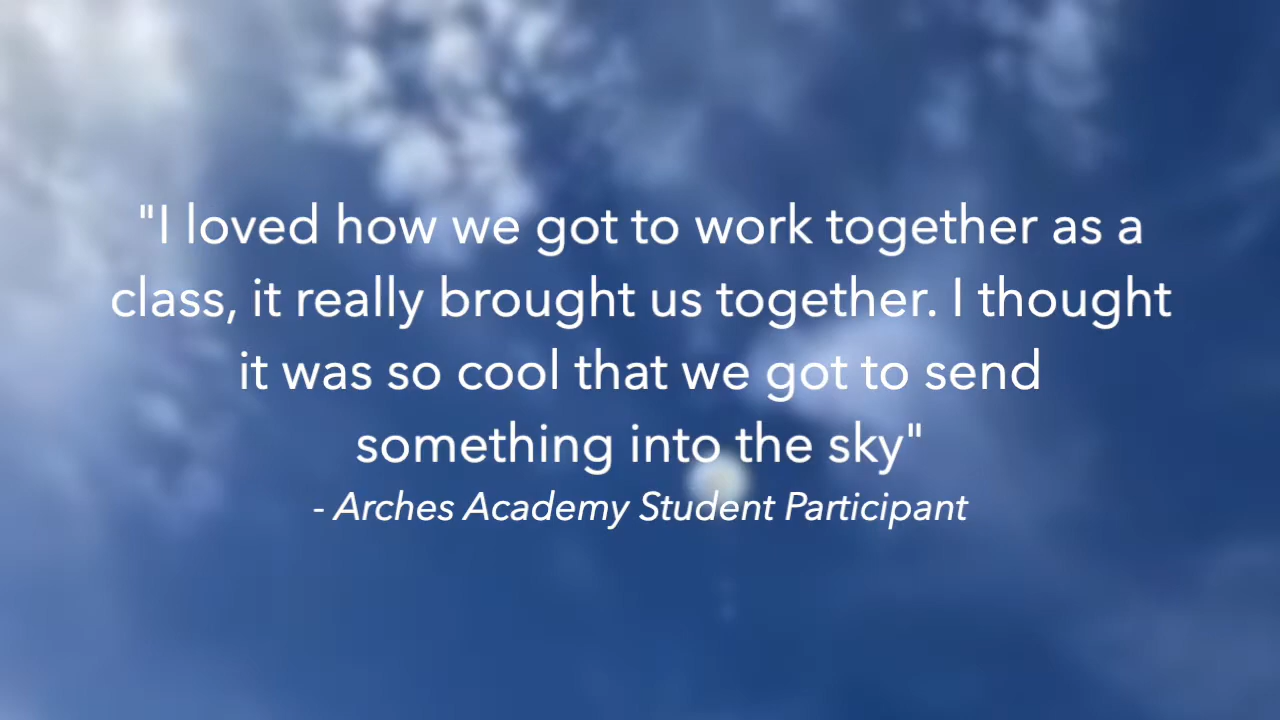 "I loved how we got to work together as a
class, it really brought us together. I thought
it was so cool that we got to send
something into the sky"
- Arches Academy Student Participant